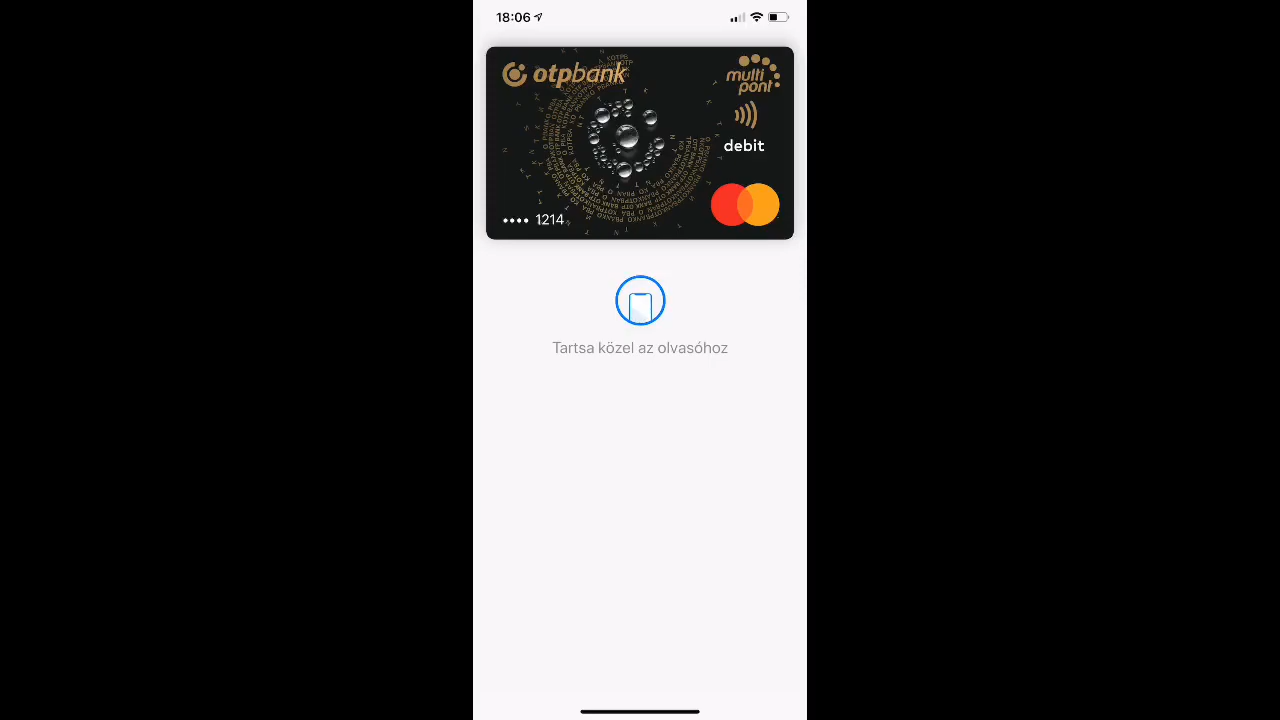 18:06
otpbank
multi
pont
debit
•••• 1214
Tartsa közel az olvasóhoz